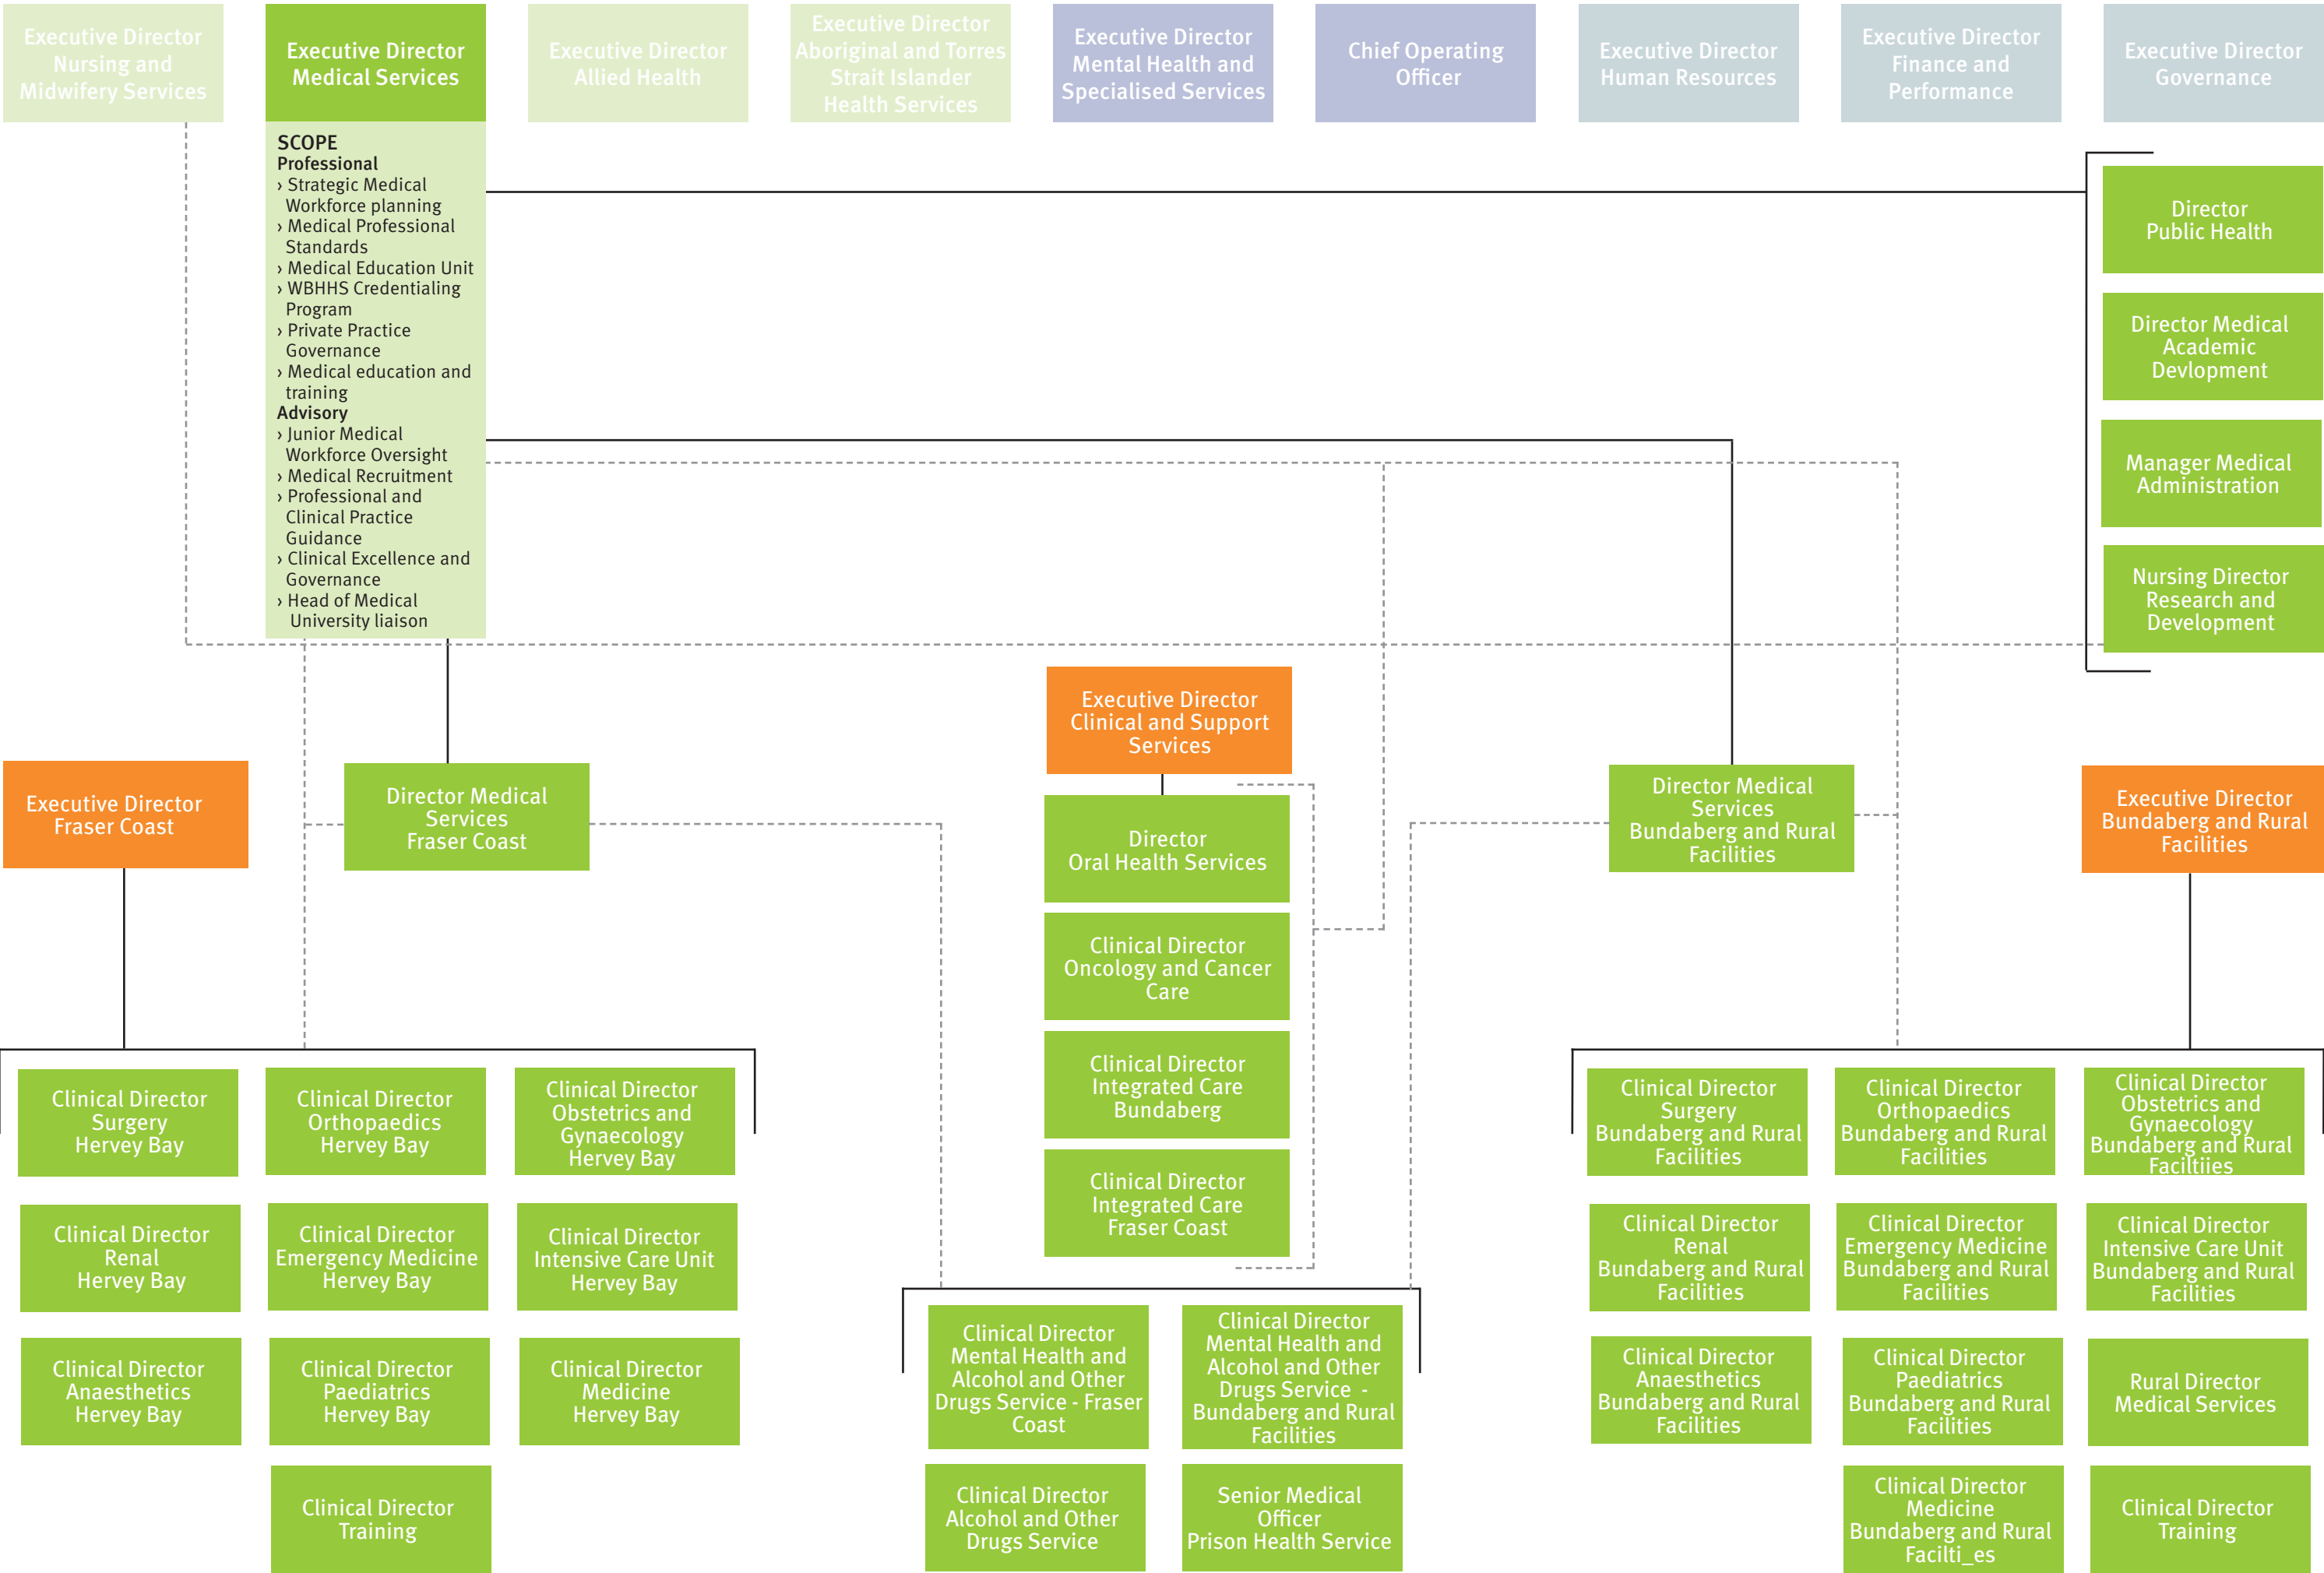 Executive Director
Nursing and
Midwifery Services
Executive Director
Medical Services
Executive Director
Allied Health
Executive Director
Aboriginal and Torres
Strait Islander
Health Services
Executive Director
Mental Health and
Specialised Services
Chief Operating
Officer
Executive Director
Human Resources
Executive Director
Finance and
Performance
Executive Director
Governance
SCOPE
Professional
› Strategic Medical
Workforce planning
› Medical Professional
Standards
› Medical Education Unit
› WBHHS Credentialing
Program
› Private Practice
Governance
› Medical education and
training
Advisory
› Junior Medical
Workforce Oversight
› Medical Recruitment
› Professional and
Clinical Practice
Guidance
› Clinical Excellence and
Governance
› Head of Medical
University liaison
Director
Public Health
Director Medical
Academic
Devlopment
Manager Medical
Administration
Nursing Director
Research and
Development
Executive Director
Fraser Coast
Director Medical
Services
Fraser Coast
Executive Director
Clinical and Support
Services
Director
Oral Health Services
Clinical Director
Oncology and Cancer
Care
Clinical Director
Integrated Care
Bundaberg
Clinical Director
Integrated Care
Fraser Coast
Director Medical
Services
Bundaberg and Rural
Facilities
Executive Director
Bundaberg and Rural
Facilities
Clinical Director
Surgery
Hervey Bay
Clinical Director
Orthopaedics
Hervey Bay
Clinical Director
Obstetrics and
Gynaecology
Hervey Bay
Clinical Director
Renal
Hervey Bay
Clinical Director
Emergency Medicine
Hervey Bay
Clinical Director
Intensive Care Unit
Hervey Bay
Clinical Director
Anaesthetics
Hervey Bay
Clinical Director
Paediatrics
Hervey Bay
Clinical Director
Medicine
Hervey Bay
Clinical Director
Training
Clinical Director
Mental Health and
Alcohol and Other
Drugs Service - Fraser
Coast
Clinical Director
Mental Health and
Alcohol and Other
Drugs Service -
Bundaberg and Rural
Facilities
Clinical Director
Alcohol and Other
Drugs Service
Senior Medical
Officer
Prison Health Service
Clinical Director
Surgery
Bundaberg and Rural
Facilities
Clinical Director
Orthopaedics
Bundaberg and Rural
Facilities
Clinical Director
Obstetrics and
Gynaecology
Bundaberg and Rural
Faciltiies
Clinical Director
Renal
Bundaberg and Rural
Facilities
Clinical Director
Emergency Medicine
Bundaberg and Rural
Facilities
Clinical Director
Intensive Care Unit
Bundaberg and Rural
Facilities
Clinical Director
Anaesthetics
Bundaberg and Rural
Facilities
Clinical Director
Paediatrics
Bundaberg and Rural
Facilities
Rural Director
Medical Services
Clinical Director
Medicine
Bundaberg and Rural
Facilti_es
Clinical Director
Training